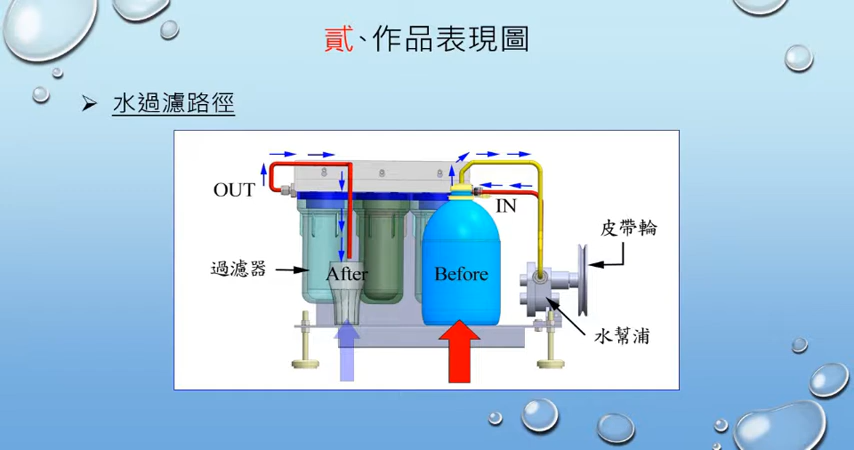 貳、作品表現圖
➤ 水過濾路徑
OUT
IN
皮帶輪
過濾器
After
Before
水幫浦